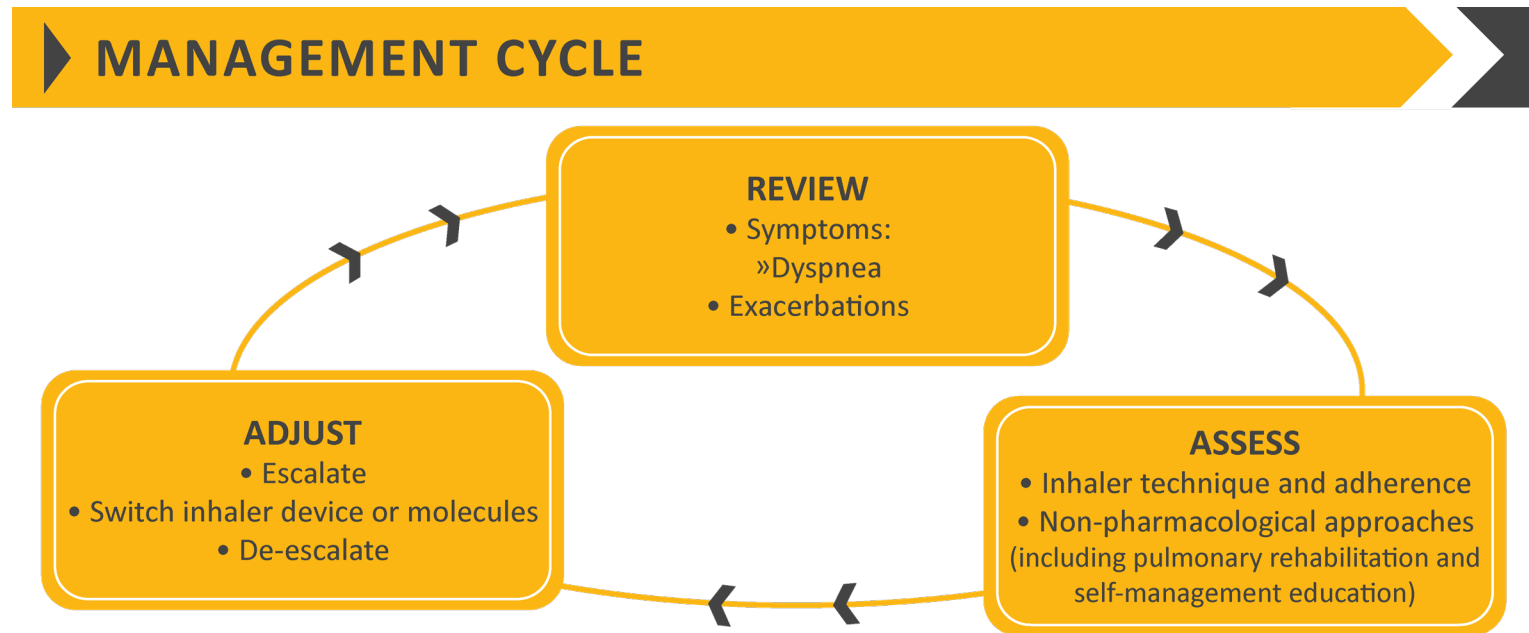 MANAGEMENT CYCLE
REVIEW
• Symptoms:
»Dyspnea
• Exacerbations
ADJUST
• Escalate
• Switch inhaler device or molecules
• De-escalate
ASSESS
• Inhaler technique and adherence
• Non-pharmacological approaches
(including pulmonary rehabilitation and
self-management education)